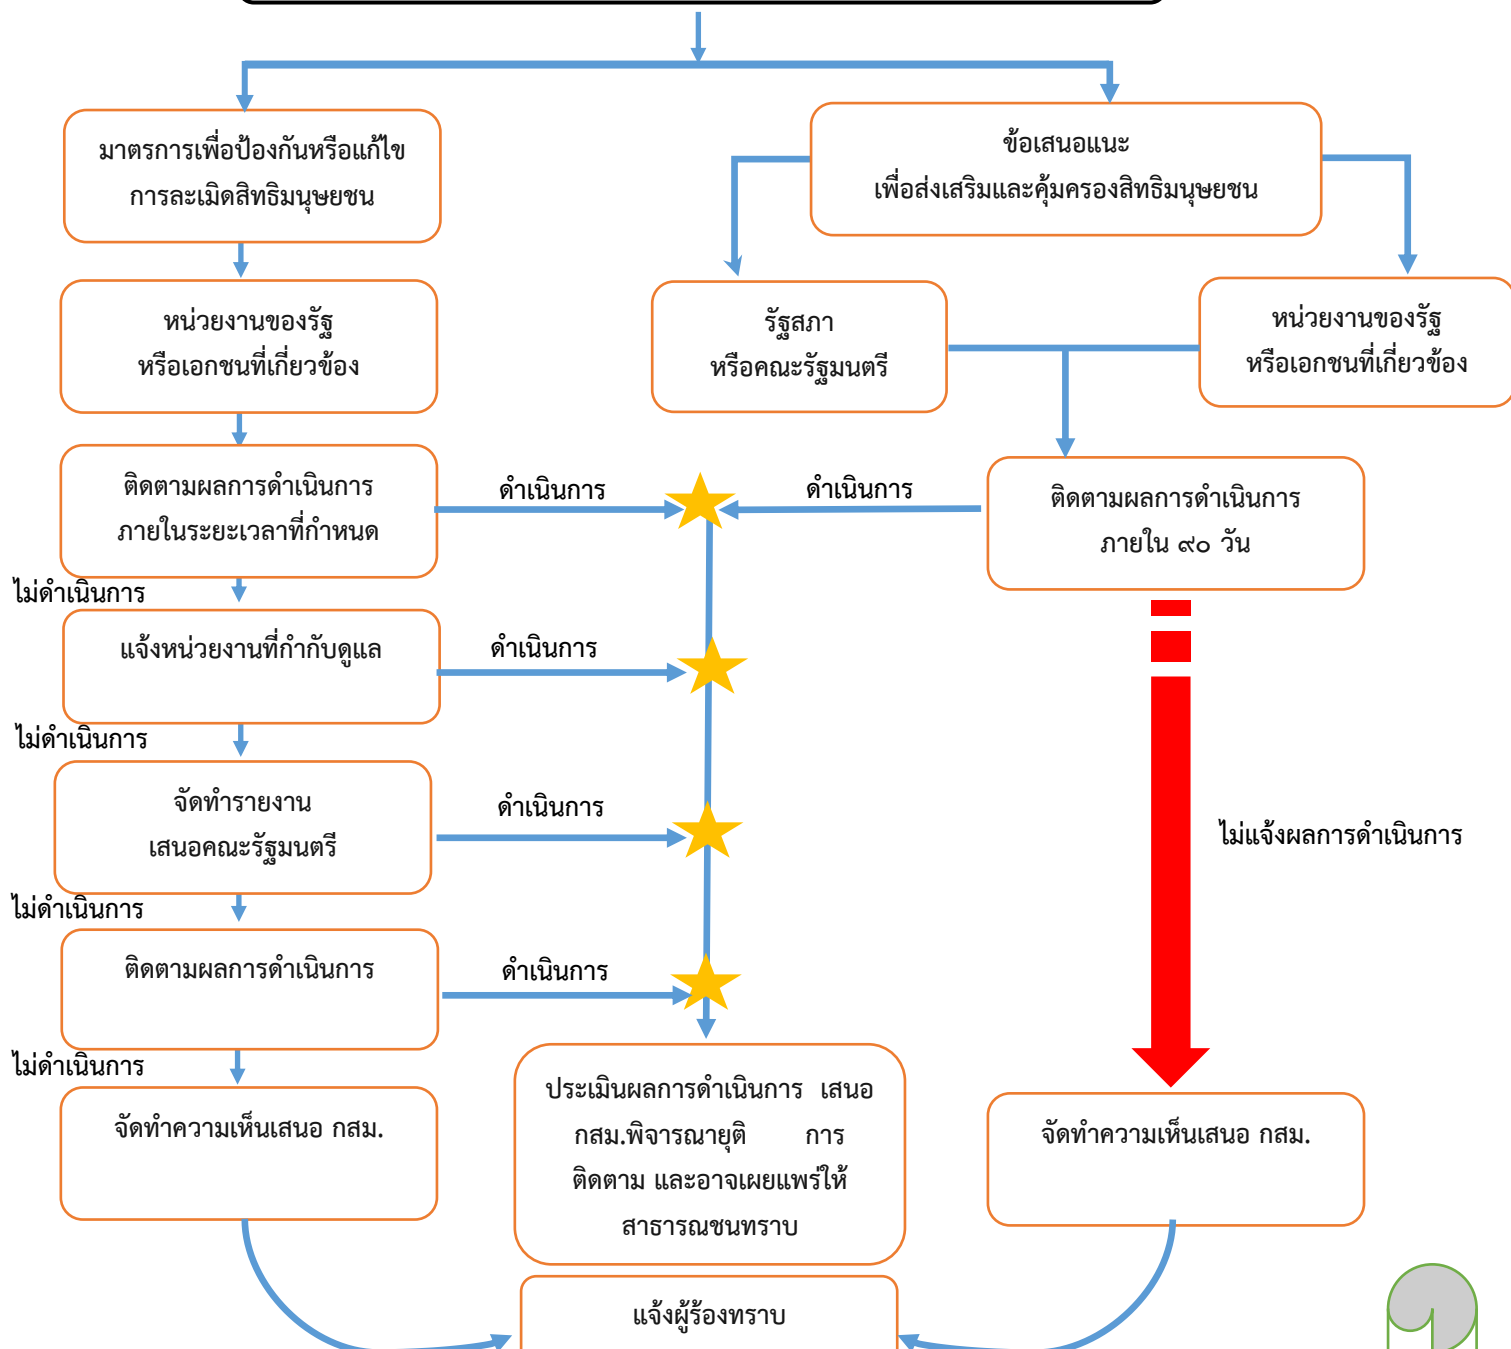 มาตรการเพื่อป้องกันหรือแก้ไข
การละเมิดสิทธิมนุษยชน
ข้อเสนอแนะ
เพื่อส่งเสริมและคุ้มครองสิทธิมนุษยชน
หน่วยงานของรัฐ
หรือเอกชนที่เกี่ยวข้อง
รัฐสภา
หรือคณะรัฐมนตรี
หน่วยงานของรัฐ
หรือเอกชนที่เกี่ยวข้อง
ติดตามผลการดำเนินการ
ภายในระยะเวลาที่กำหนด
ดำเนินการ
ดำเนินการ
ติดตามผลการดำเนินการ
ภายใน ๙๐ วัน
ไม่ดำเนินการ
แจ้งหน่วยงานที่กำกับดูแล
ดำเนินการ
ไม่ดำเนินการ
จัดทำรายงาน
เสนอคณะรัฐมนตรี
ดำเนินการ
ไม่แจ้งผลการดำเนินการ
ไม่ดำเนินการ
ติดตามผลการดำเนินการ
ดำเนินการ
ไม่ดำเนินการ
จัดทำความเห็นเสนอ กสม.
ประเมินผลการดำเนินการ เสนอ
กสม.พิจารณายุติ การ
ติดตาม และอาจเผยแพร่ให้
สาธารณชนทราบ
จัดทำความเห็นเสนอ กสม.
แจ้งผู้ร้องทราบ